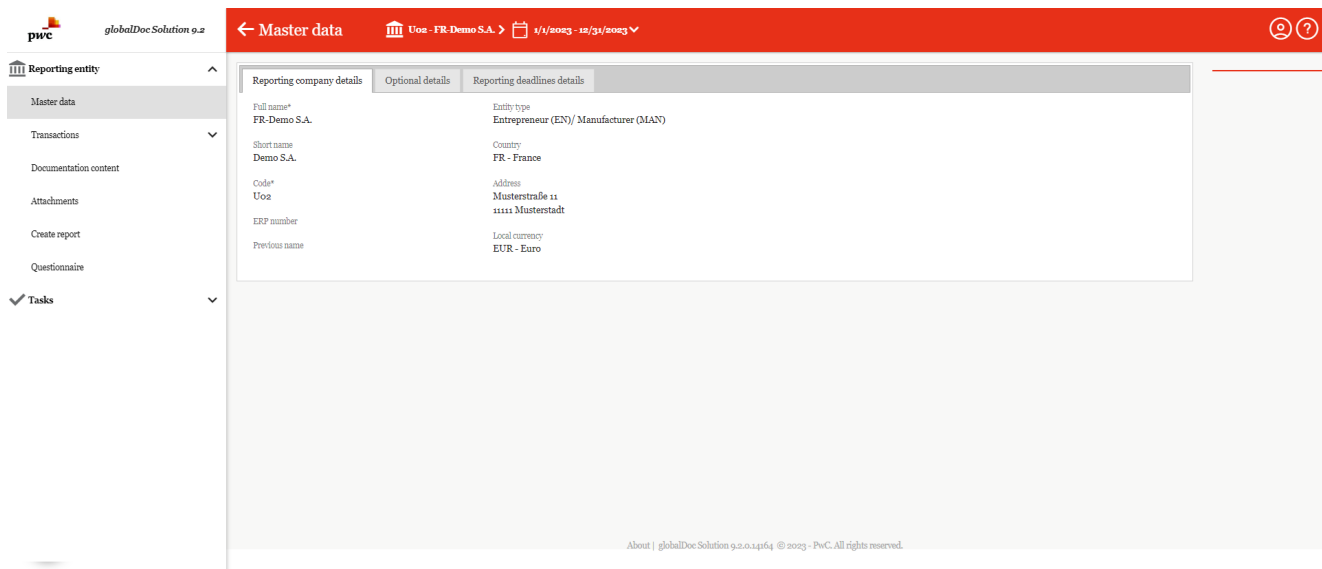 pwc
globalDoc Solution 9.2
Master data
U02 - FR-Demo S.A.
1/1/2023 - 12/31/2023
?
Reporting entity
Master data
Transactions
Documentation content
Attachments
Create report
Questionnaire
Tasks
Reporting company details
Optional details
Reporting deadlines details
Full name*
FR-Demo S.A.
Short name
Demo S.A.
Code*
U02
ERP number
Previous name
Entity type
Entrepreneur (EN)/ Manufacturer (MAN)
Country
FR - France
Address
Musterstraße 11
11111 Musterstadt
Local currency
EUR - Euro
About | globalDoc Solution 9.2.0.14164 © 2023 - PwC. All rights reserved.